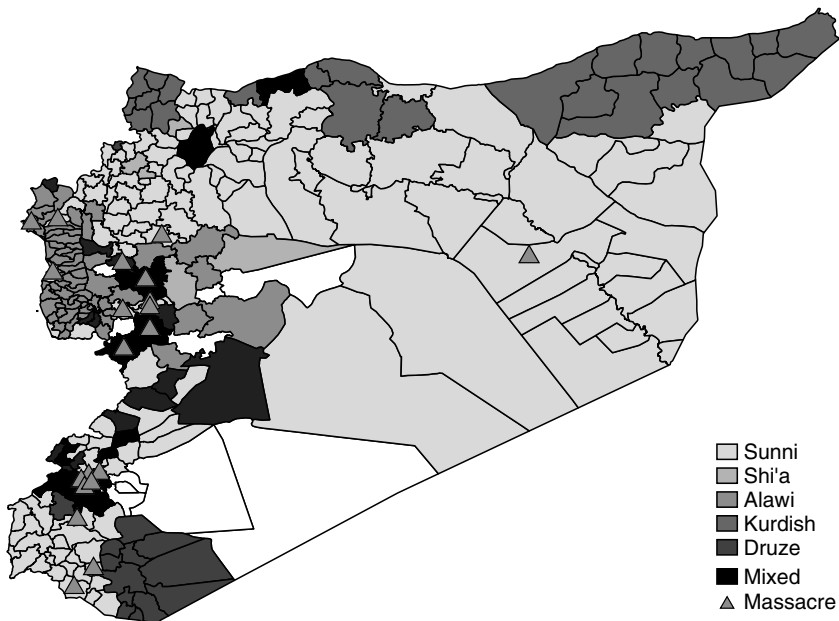 Sunni
Shi'a
Alawi
Kurdish
Druze
Mixed
Massacre